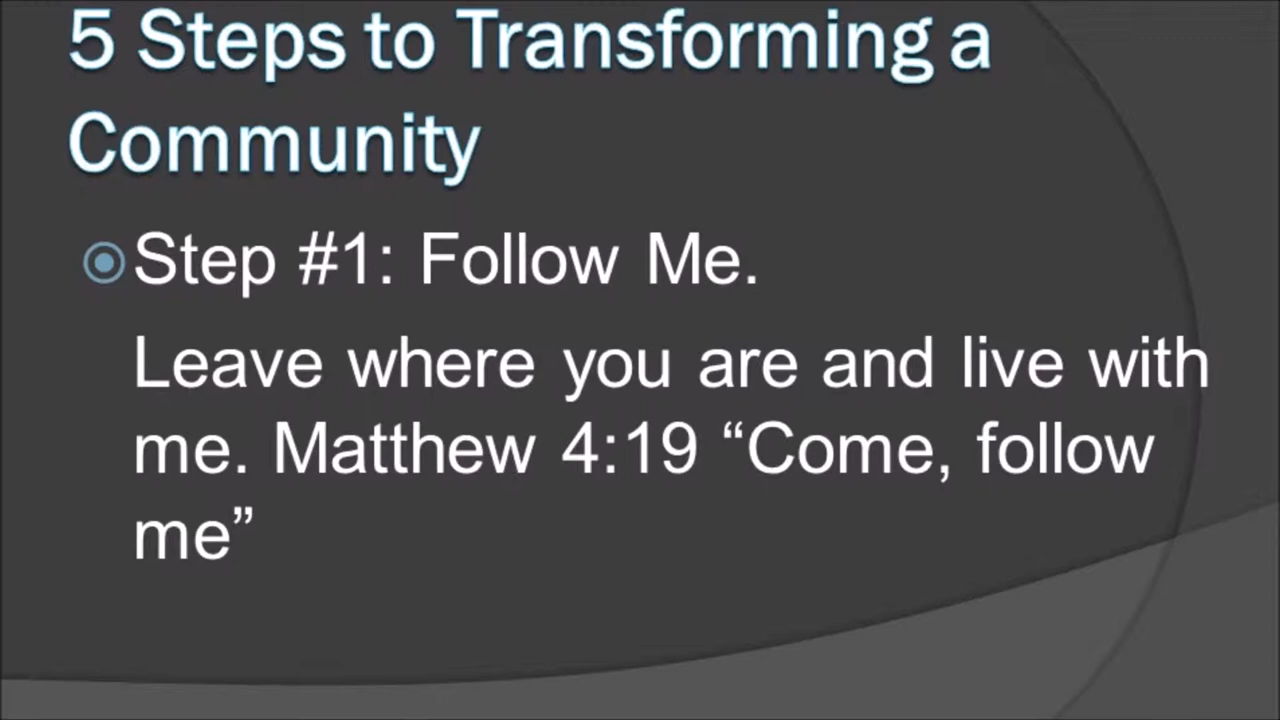 5 Steps to Transforming a
Community
Step #1: Follow Me.
Leave where you are and live with
me. Matthew 4:19 “Come, follow
me”